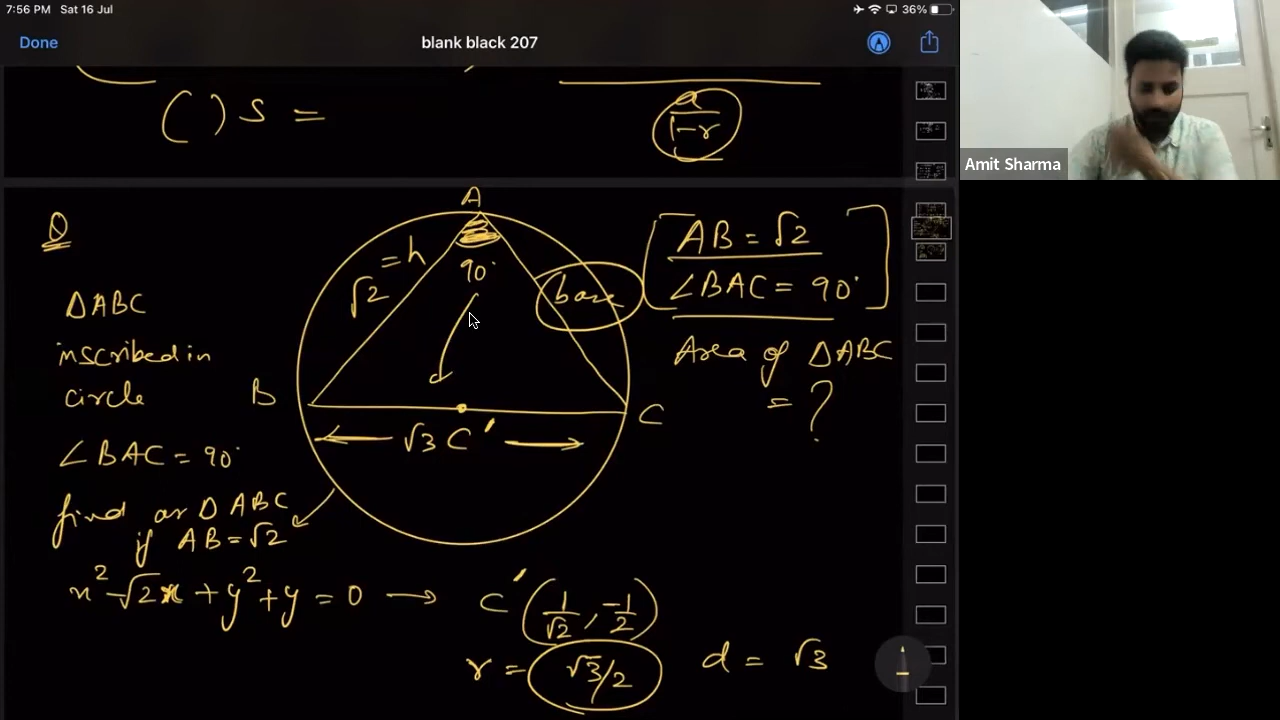 7:56 PM Sat 16 Jul
36%
Done
blank black 207
( ) S =
a/(1-r)
Q
ΔABC
inscribed in
circle
∠BAC = 90°
find ar Δ ABC
if AB = √2
x² - √2x + y² + y = 0 → C' (1/√2, -1/2)
r = √3/2
d = √3
A
√2 = h
90°
base
B
C
√3 C'
AB = √2
∠BAC = 90°
Area of ΔABC
= ?
Amit Sharma